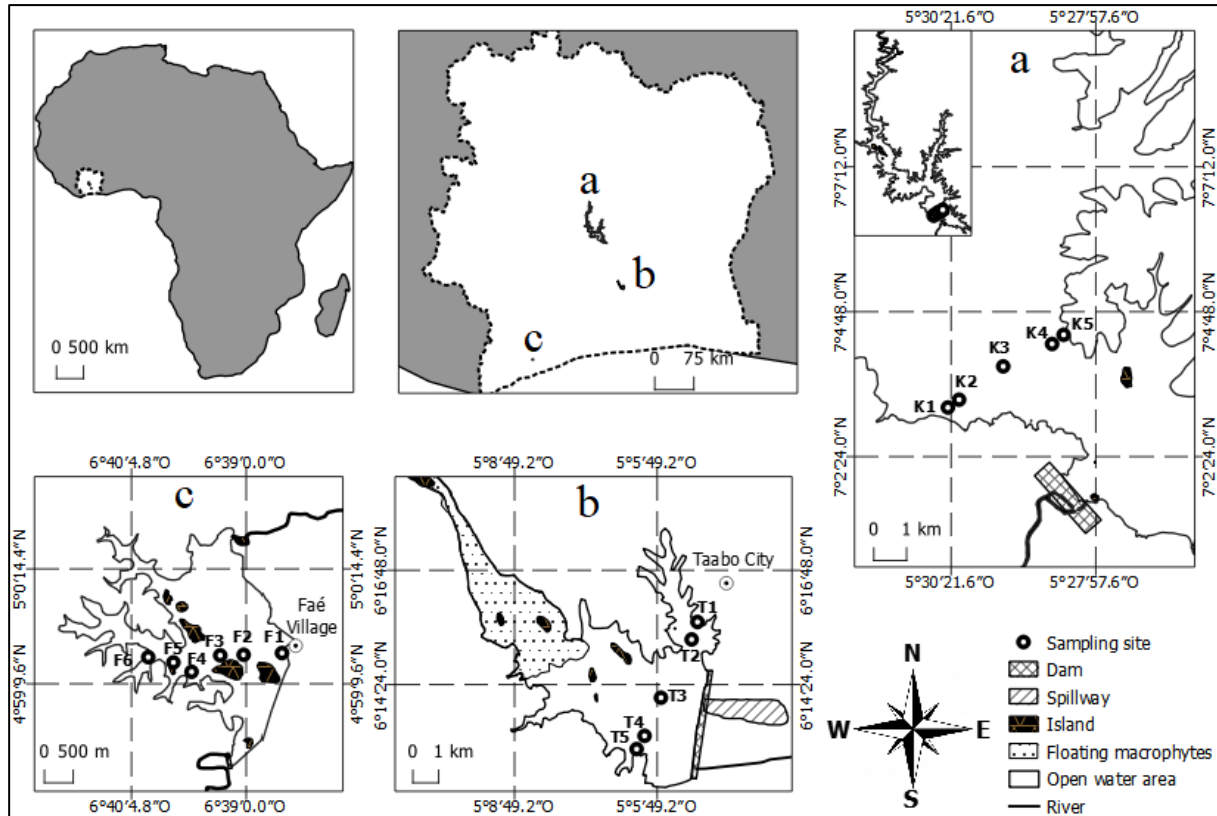 0 500 km
a
b
c
0 75 km
5°30′21.6″O 5°27′57.6″O
a
7°7′12.0″N 7°7′12.0″N
7°4′48.0″N 7°4′48.0″N
7°2′24.0″N 7°2′24.0″N
K1
K2
K3
K4
K5
0 1 km
5°30′21.6″O 5°27′57.6″O
6°40′4.8″O 6°39′0.0″O
c
5°0′14.4″N 5°0′14.4″N
4°59′9.6″N 4°59′9.6″N
Faé
Village
F6
F5
F4
F3
F2
F1
0 500 m
6°40′4.8″O 6°39′0.0″O
5°8′49.2″O 5°5′49.2″O
b
Taabo City
6°16′48.0″N
6°14′24.0″N
T1
T2
T3
T4
T5
0 1 km
5°8′49.2″O 5°5′49.2″O
6°16′48.0″N
6°14′24.0″N
N
W E
S
Sampling site
Dam
Spillway
Island
Floating macrophytes
Open water area
River